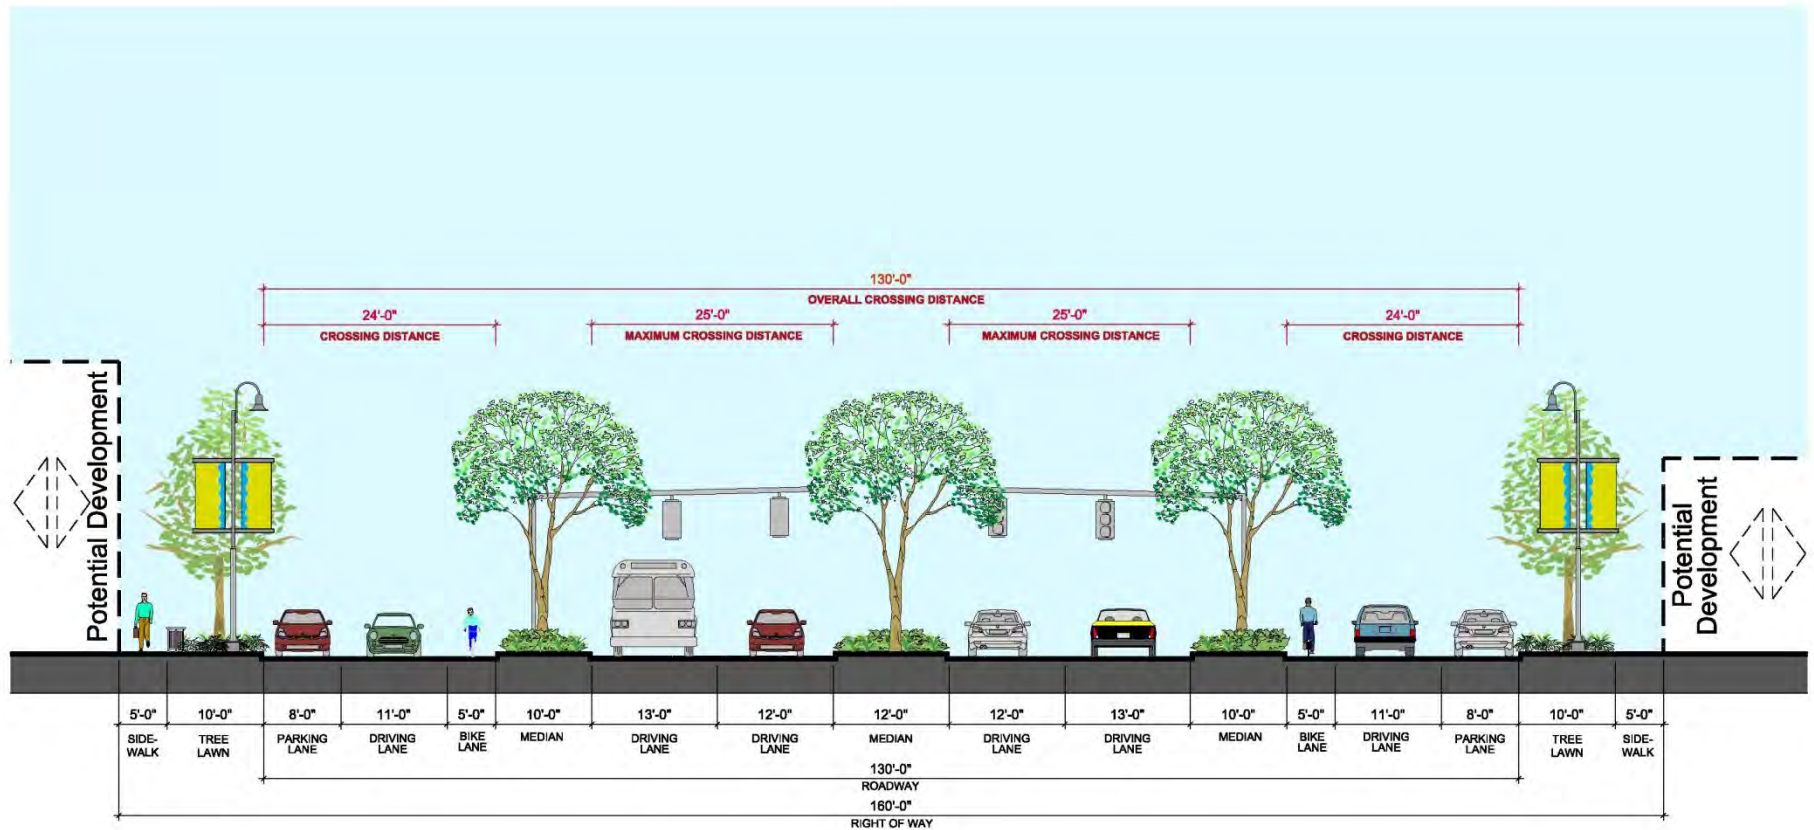 130'-0"
OVERALL CROSSING DISTANCE
24'-0" 25'-0" 25'-0" 24'-0"
CROSSING DISTANCE MAXIMUM CROSSING DISTANCE MAXIMUM CROSSING DISTANCE CROSSING DISTANCE
Potential Development
Potential
Development
5'-0" 10'-0" 8'-0" 11'-0" 5'-0" 10'-0" 13'-0" 12'-0" 12'-0" 12'-0" 13'-0" 10'-0" 5'-0" 11'-0" 8'-0" 10'-0" 5'-0"
SIDE- TREE PARKING DRIVING BIKE MEDIAN DRIVING DRIVING MEDIAN DRIVING DRIVING MEDIAN BIKE DRIVING PARKING TREE SIDE-
WALK LAWN LANE LANE LANE LANE LANE LANE LANE LANE LANE LANE LAWN WALK
130'-0"
ROADWAY
160'-0"
RIGHT OF WAY